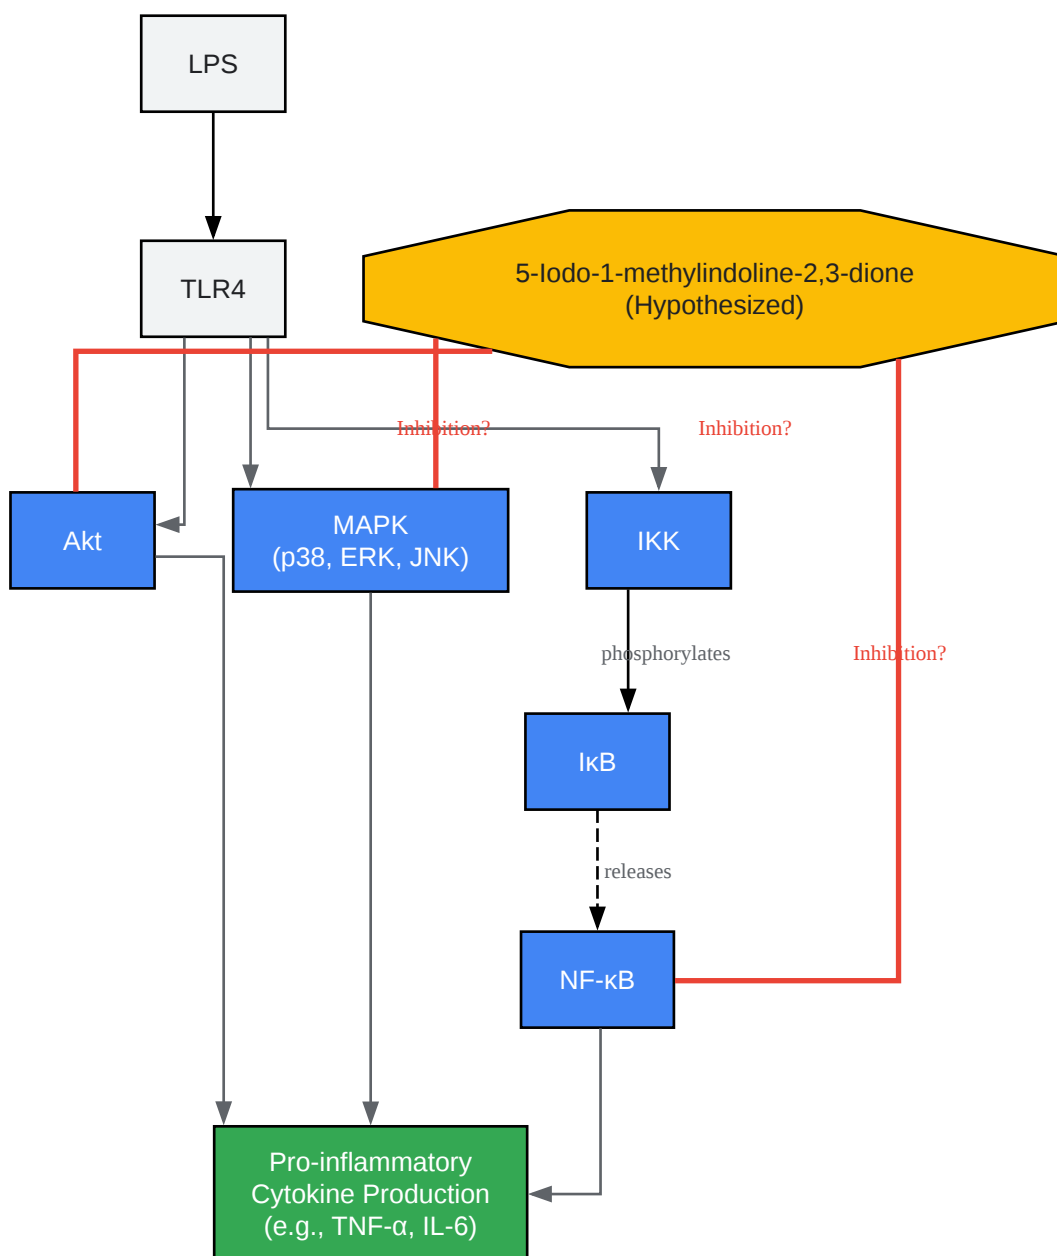 LPS
TLR4
5-Iodo-1-methylindoline-2,3-dione
(Hypothesized)
Inhibition?
Inhibition?
Akt
MAPK
(p38, ERK, JNK)
IKK
phosphorylates
Inhibition?
IκB
releases
NF-κB
Pro-inflammatory
Cytokine Production
(e.g., TNF-α, IL-6)